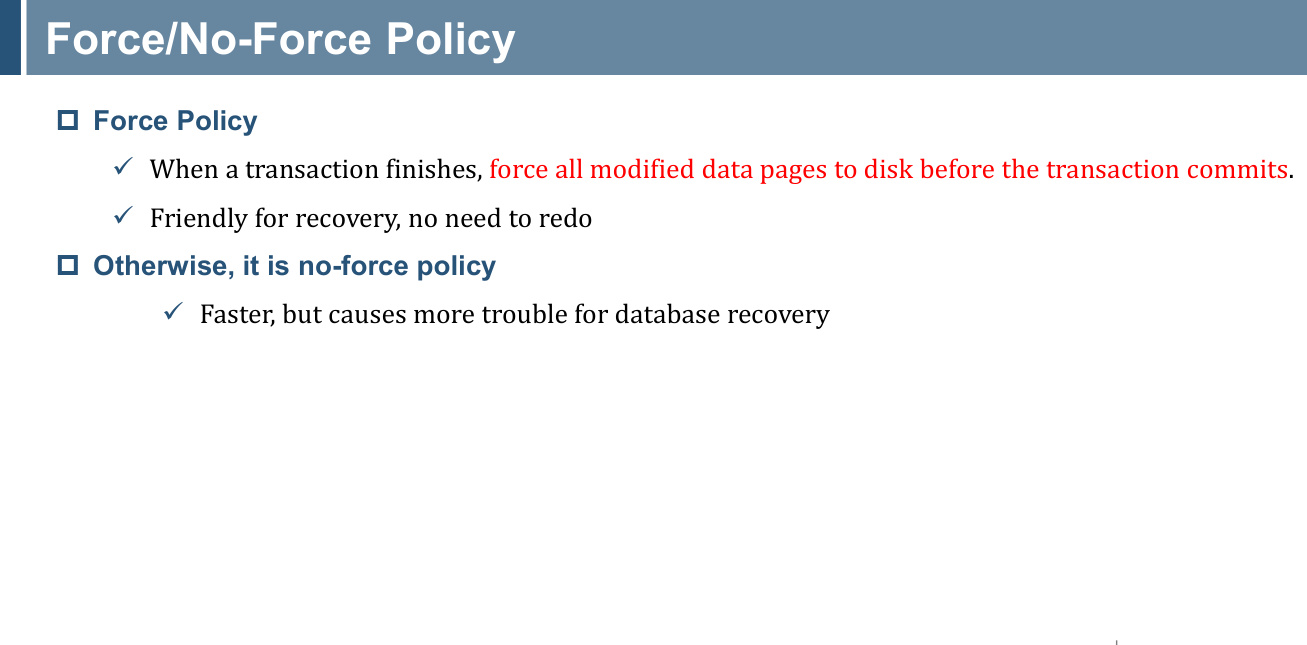 Force/No-Force Policy
Force Policy
When a transaction finishes, force all modified data pages to disk before the transaction commits.
Friendly for recovery, no need to redo
Otherwise, it is no-force policy
Faster, but causes more trouble for database recovery